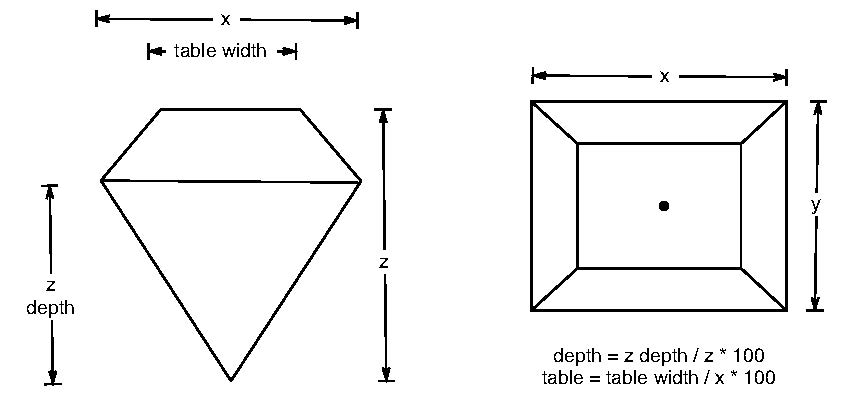 x
table width
z
depth
z
x
y
depth = z depth / z * 100
table = table width / x * 100